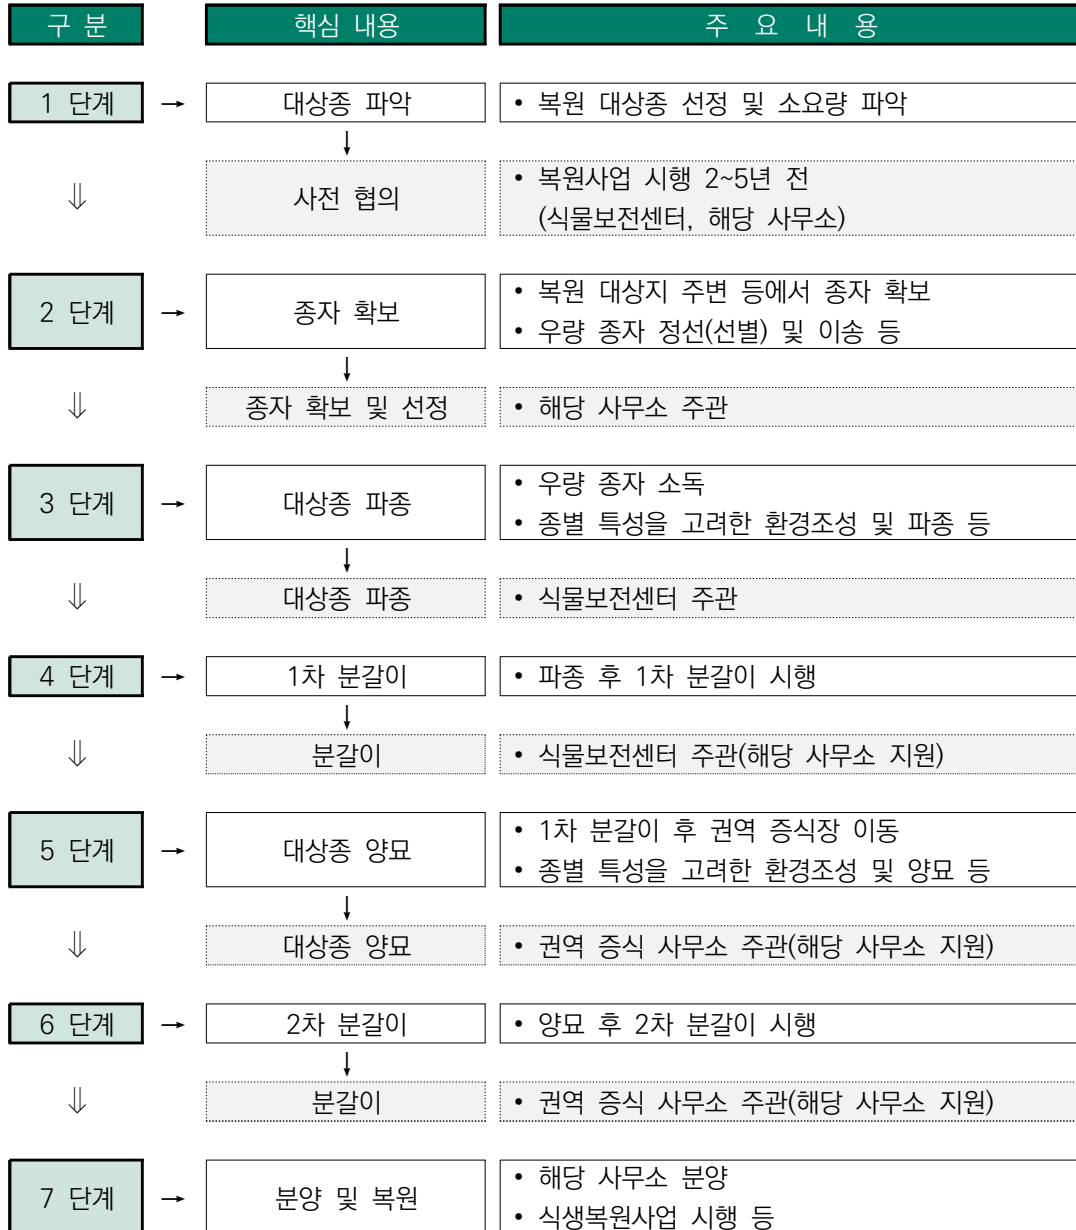 구 분 핵심 내용 주 요 내 용
1 단계 → 대상종 파악 • 복원 대상종 선정 및 소요량 파악
↓
⇓ 사전 협의 • 복원사업 시행 2~5년 전
(식물보전센터, 해당 사무소)
2 단계 → 종자 확보 • 복원 대상지 주변 등에서 종자 확보
• 우량 종자 정선(선별) 및 이송 등
↓
⇓ 종자 확보 및 선정 • 해당 사무소 주관
3 단계 → 대상종 파종 • 우량 종자 소독
• 종별 특성을 고려한 환경조성 및 파종 등
↓
⇓ 대상종 파종 • 식물보전센터 주관
4 단계 → 1차 분갈이 • 파종 후 1차 분갈이 시행
↓
⇓ 분갈이 • 식물보전센터 주관(해당 사무소 지원)
5 단계 → 대상종 양묘 • 1차 분갈이 후 권역 증식장 이동
• 종별 특성을 고려한 환경조성 및 양묘 등
↓
⇓ 대상종 양묘 • 권역 증식 사무소 주관(해당 사무소 지원)
6 단계 → 2차 분갈이 • 양묘 후 2차 분갈이 시행
↓
⇓ 분갈이 • 권역 증식 사무소 주관(해당 사무소 지원)
7 단계 → 분양 및 복원 • 해당 사무소 분양
• 식생복원사업 시행 등